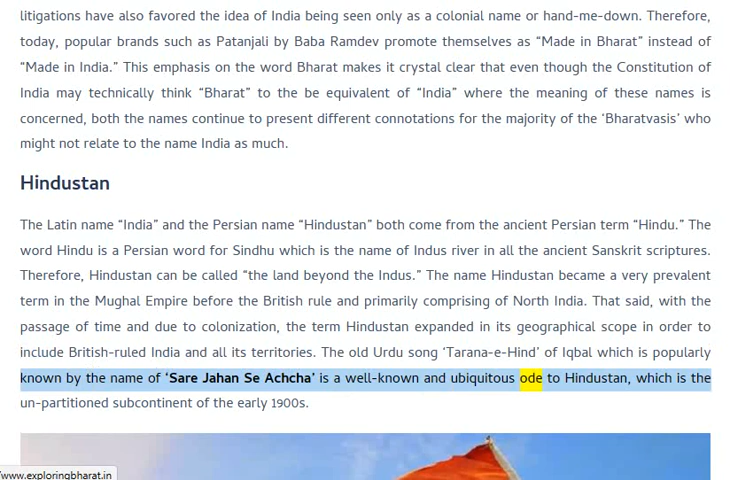 litigations have also favored the idea of India being seen only as a colonial name or hand-me-down. Therefore,
today, popular brands such as Patanjali by Baba Ramdev promote themselves as “Made in Bharat” instead of
“Made in India.” This emphasis on the word Bharat makes it crystal clear that even though the Constitution of
India may technically think “Bharat” to the be equivalent of “India” where the meaning of these names is
concerned, both the names continue to present different connotations for the majority of the ‘Bharatvasis’ who
might not relate to the name India as much.
Hindustan
The Latin name “India” and the Persian name “Hindustan” both come from the ancient Persian term “Hindu.” The
word Hindu is a Persian word for Sindhu which is the name of Indus river in all the ancient Sanskrit scriptures.
Therefore, Hindustan can be called “the land beyond the Indus.” The name Hindustan became a very prevalent
term in the Mughal Empire before the British rule and primarily comprising of North India. That said, with the
passage of time and due to colonization, the term Hindustan expanded in its geographical scope in order to
include British-ruled India and all its territories. The old Urdu song ‘Tarana-e-Hind’ of Iqbal which is popularly
known by the name of ‘Sare Jahan Se Achcha’ is a well-known and ubiquitous ode to Hindustan, which is the
un-partitioned subcontinent of the early 1900s.
/www.exploringbharat.in